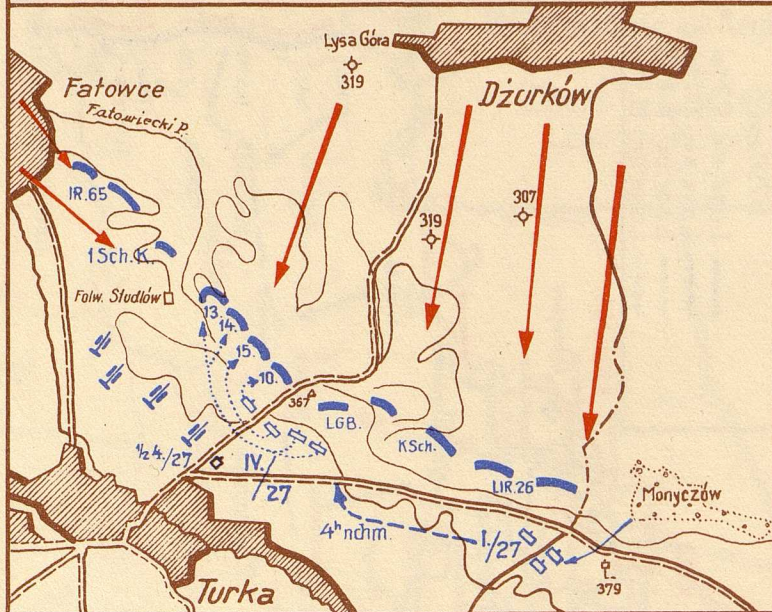 Lysa Góra
319
Fatowce
Fatowiecki p.
Dżurków
IR.65
307
319
1 Sch. K.
Folw. Studlów
13.
14.
15.
10.
367
LGB.
KSch.
½ 4./27
IV./27
LIR.26
Monyczów
4ʰ nchm.
I./27
379
Turka